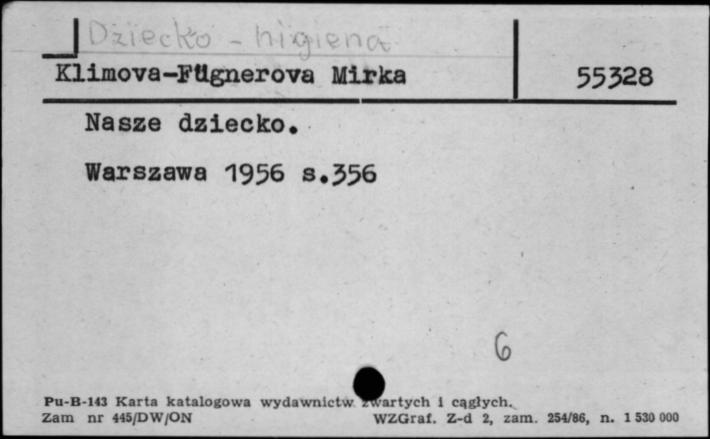 Dziecko - higiena
Klimova-Fügnerova Mirka 55328
Nasze dziecko.
Warszawa 1956 s.356
6
Pu-B-143 Karta katalogowa wydawnictw zwartych i cągłych.
Zam nr 445/DW/ON WZGraf. Z-d 2, zam. 254/86, n. 1 530 000